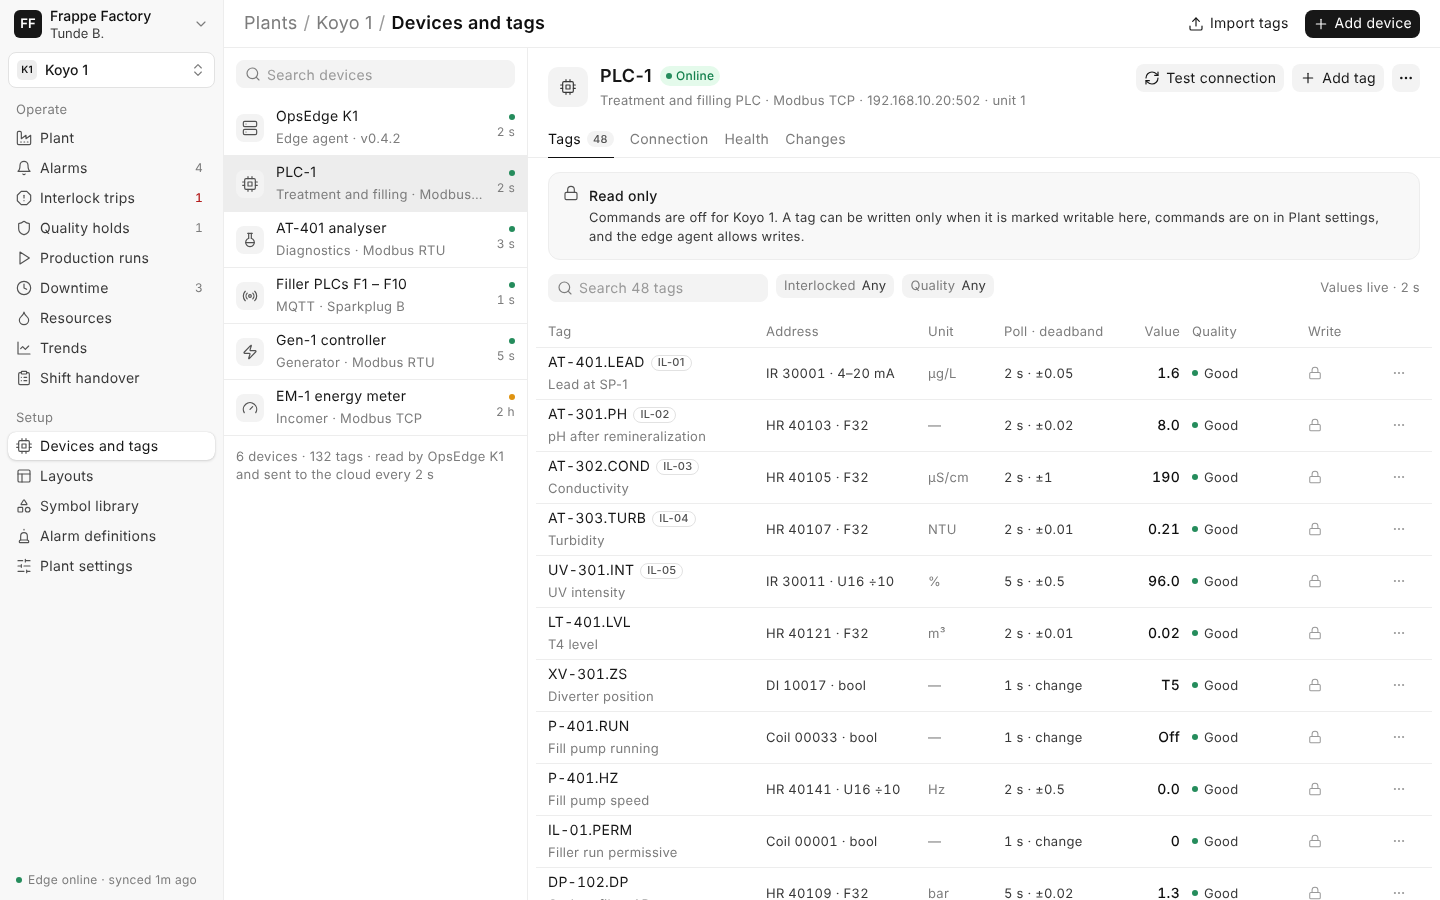 FF
Frappe Factory
Tunde B.
K1 Koyo 1
Operate
Plant
Alarms 4
Interlock trips 1
Quality holds 1
Production runs
Downtime 3
Resources
Trends
Shift handover
Setup
Devices and tags
Layouts
Symbol library
Alarm definitions
Plant settings
Edge online · synced 1m ago
Plants / Koyo 1 / Devices and tags
Import tags
Add device
Search devices
OpsEdge K1
Edge agent · v0.4.2 2 s
PLC-1
Treatment and filling · Modbus... 2 s
AT-401 analyser
Diagnostics · Modbus RTU 3 s
Filler PLCs F1 – F10
MQTT · Sparkplug B 1 s
Gen-1 controller
Generator · Modbus RTU 5 s
EM-1 energy meter
Incomer · Modbus TCP 2 h
6 devices · 132 tags · read by OpsEdge K1
and sent to the cloud every 2 s
PLC-1 Online
Treatment and filling PLC · Modbus TCP · 192.168.10.20:502 · unit 1
Test connection
Add tag
Tags 48 Connection Health Changes
Read only
Commands are off for Koyo 1. A tag can be written only when it is marked writable here, commands are on in Plant settings,
and the edge agent allows writes.
Search 48 tags
Interlocked Any
Quality Any
Values live · 2 s
Tag Address Unit Poll · deadband Value Quality Write
AT-401.LEAD IL-01
Lead at SP-1
IR 30001 · 4–20 mA µg/L 2 s · ±0.05 1.6 Good
AT-301.PH IL-02
pH after remineralization
HR 40103 · F32 — 2 s · ±0.02 8.0 Good
AT-302.COND IL-03
Conductivity
HR 40105 · F32 µS/cm 2 s · ±1 190 Good
AT-303.TURB IL-04
Turbidity
HR 40107 · F32 NTU 2 s · ±0.01 0.21 Good
UV-301.INT IL-05
UV intensity
IR 30011 · U16 ÷10 % 5 s · ±0.5 96.0 Good
LT-401.LVL
T4 level
HR 40121 · F32 m³ 2 s · ±0.01 0.02 Good
XV-301.ZS
Diverter position
DI 10017 · bool — 1 s · change T5 Good
P-401.RUN
Fill pump running
Coil 00033 · bool — 1 s · change Off Good
P-401.HZ
Fill pump speed
HR 40141 · U16 ÷10 Hz 2 s · ±0.5 0.0 Good
IL-01.PERM
Filler run permissive
Coil 00001 · bool — 1 s · change 0 Good
DP-102.DP
HR 40109 · F32 bar 5 s · ±0.02 1.3 Good